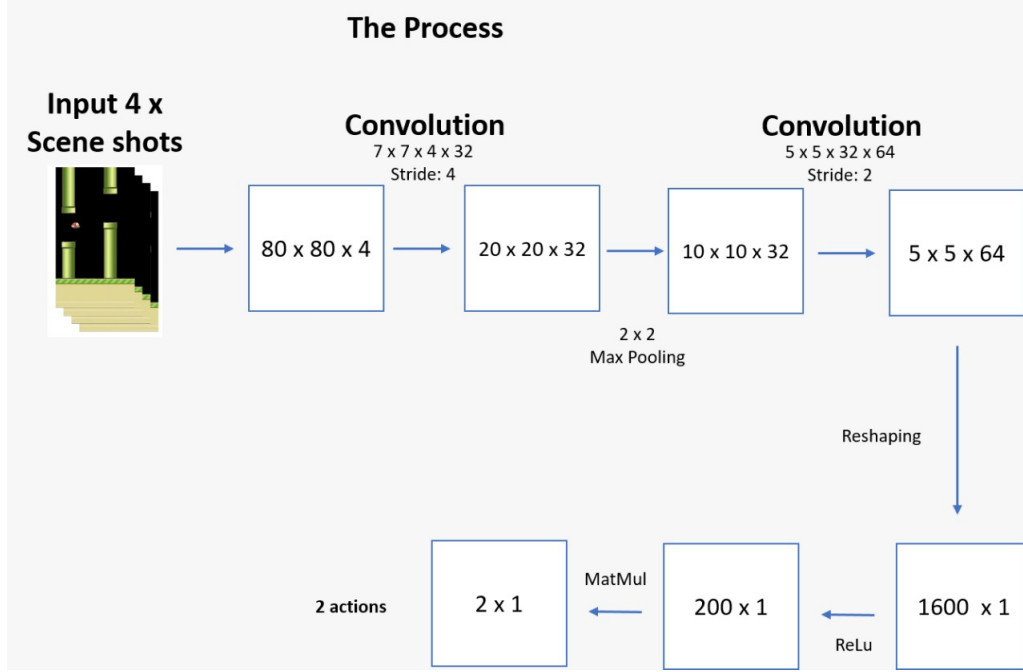 The Process
Input 4 x
Scene shots
Convolution
7 x 7 x 4 x 32
Stride: 4
Convolution
5 x 5 x 32 x 64
Stride: 2
80 x 80 x 4
20 x 20 x 32
10 x 10 x 32
5 x 5 x 64
2 x 2
Max Pooling
Reshaping
1600 x 1
ReLu
200 x 1
MatMul
2 x 1
2 actions